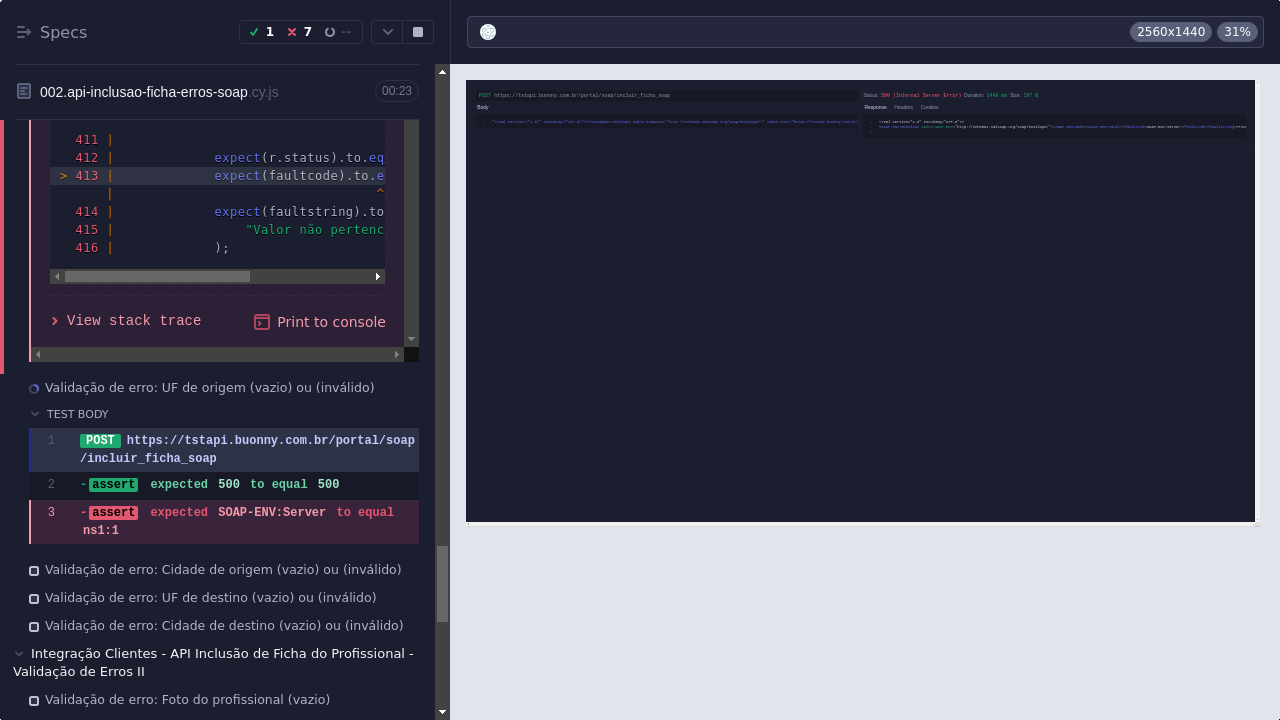 Specs
1
7
--
2560x1440
31%
002.api-inclusao-ficha-erros-soap.cy.js
00:23
411 |
412 | expect(r.status).to.eq
> 413 | expect(faultcode).to.e
| ^
414 | expect(faultstring).to
415 | "Valor não pertenc
416 | );
View stack trace
Print to console
Validação de erro: UF de origem (vazio) ou (inválido)
TEST BODY
1 POST https://tstapi.buonny.com.br/portal/soap
/incluir_ficha_soap
2 -assert expected 500 to equal 500
3 -assert expected SOAP-ENV:Server to equal
ns1:1
Validação de erro: Cidade de origem (vazio) ou (inválido)
Validação de erro: UF de destino (vazio) ou (inválido)
Validação de erro: Cidade de destino (vazio) ou (inválido)
Integração Clientes - API Inclusão de Ficha do Profissional -
Validação de Erros II
Validação de erro: Foto do profissional (vazio)
POST https://tstapi.buonny.com.br/portal/soap/incluir_ficha_soap
Body
Status: 500 (Internal Server Error) Duration: 1448 ms Size: 197 B
Response Headers Cookies